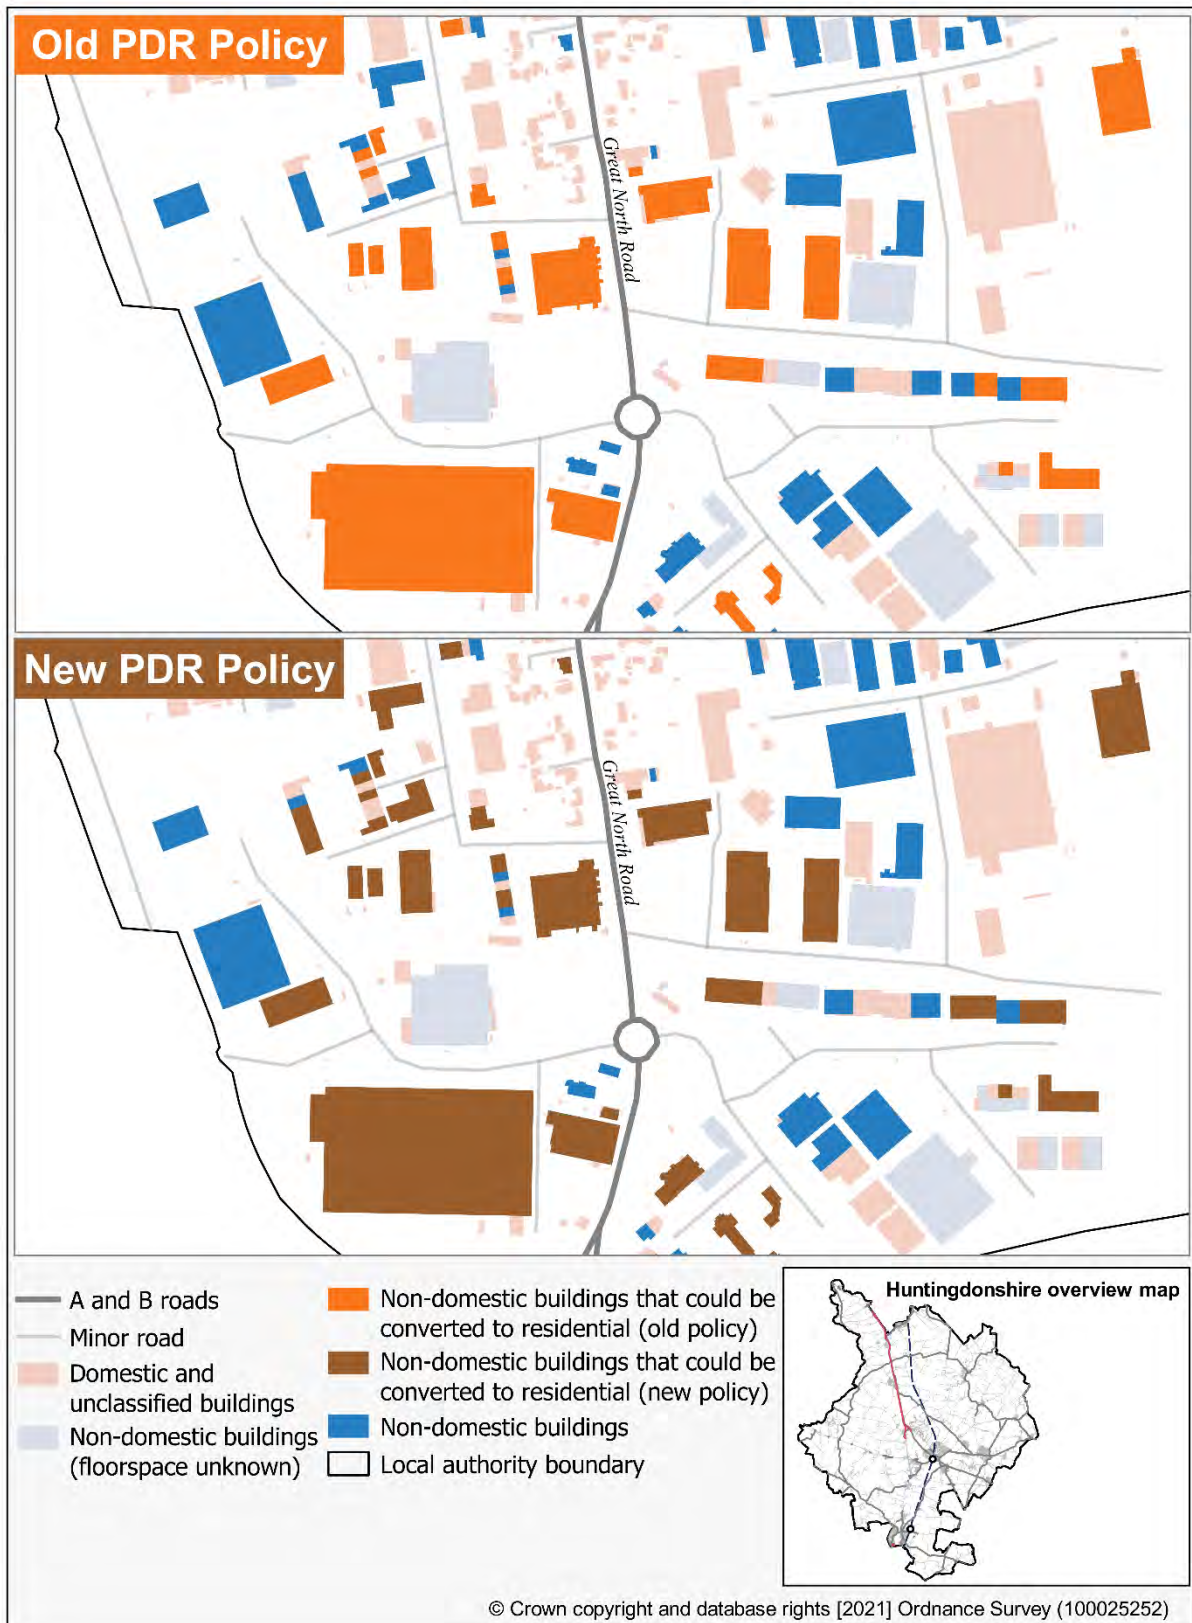 Old PDR Policy
Great North Road
New PDR Policy
Great North Road
A and B roads
Minor road
Domestic and
unclassified buildings
Non-domestic buildings
(floorspace unknown)
Non-domestic buildings that could be
converted to residential (old policy)
Non-domestic buildings that could be
converted to residential (new policy)
Non-domestic buildings
Local authority boundary
Huntingdonshire overview map
© Crown copyright and database rights [2021] Ordnance Survey (100025252)